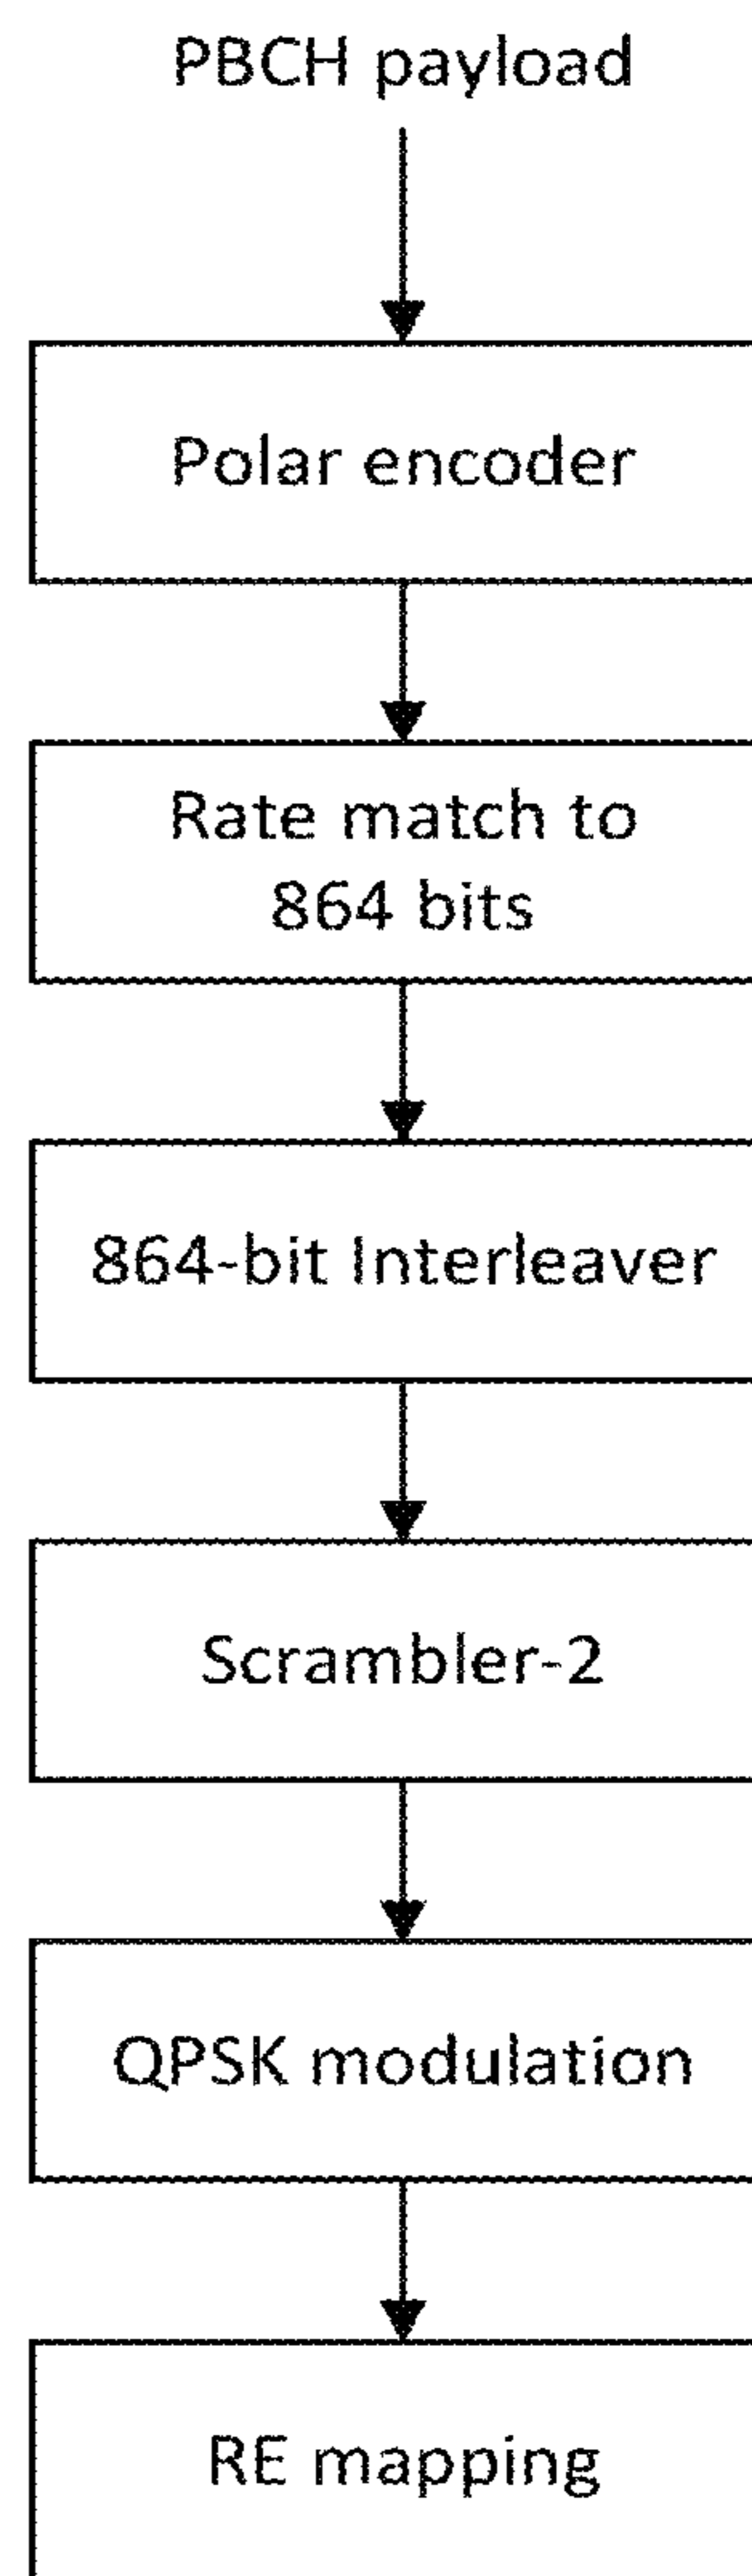 PBCH payload
Polar encoder
Rate match to
864 bits
864-bit Interleaver
Scrambler-2
QPSK modulation
RE mapping